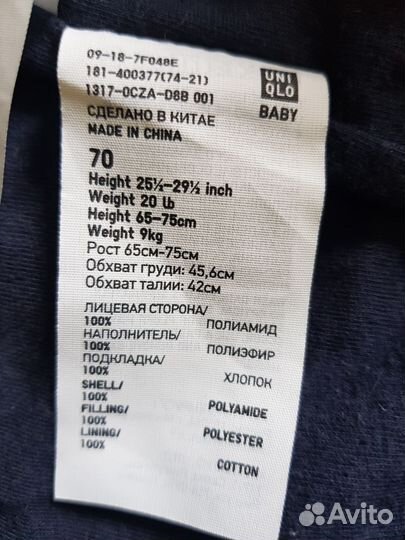 09-18-7F048E
181-400377(74-21)
1317-0CZA-D8B 001
UNI
QLO
BABY
СДЕЛАНО В КИТАЕ
MADE IN CHINA
70
Height 25½-29½ inch
Weight 20 lb
Height 65-75cm
Weight 9kg
Рост 65см-75см
Обхват груди: 45,6см
Обхват талии: 42см
ЛИЦЕВАЯ СТОРОНА/
100% ПОЛИАМИД
НАПОЛНИТЕЛЬ/
100% ПОЛИЭФИР
ПОДКЛАДКА/
100% ХЛОПОК
SHELL/
100% POLYAMIDE
FILLING/
100% POLYESTER
LINING/
100% COTTON
Avito